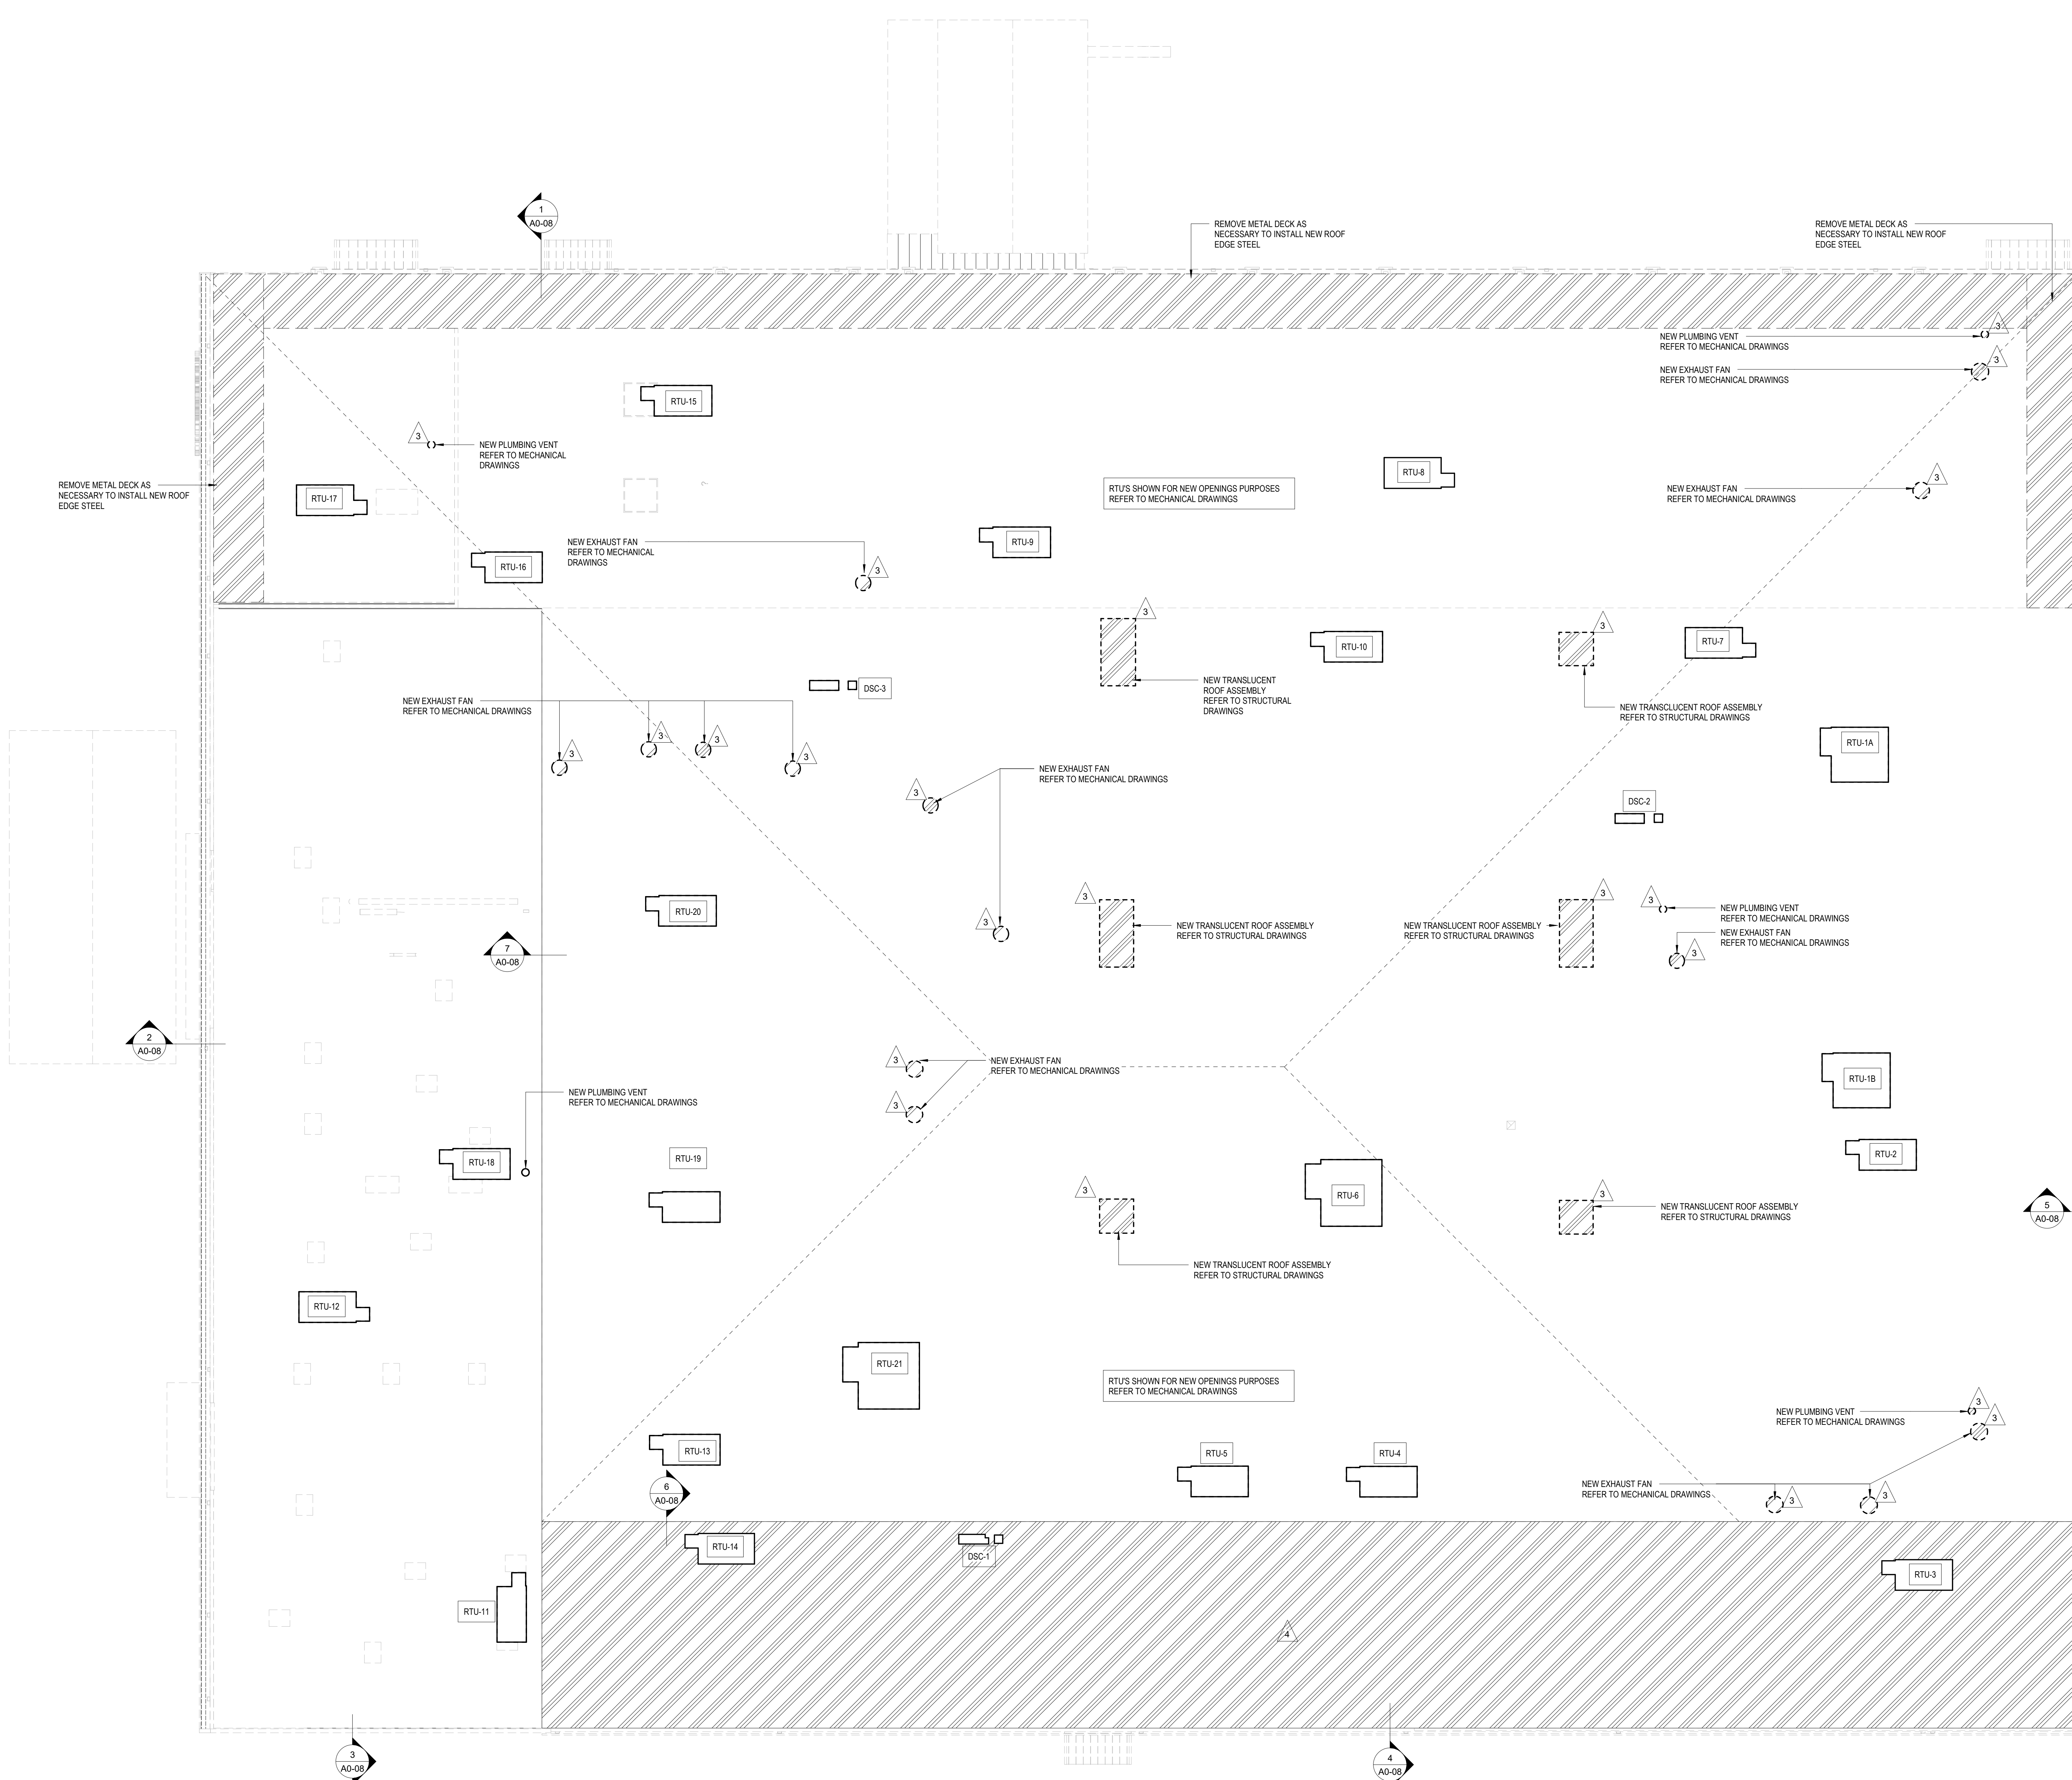 1
A0-08
REMOVE METAL DECK AS
NECESSARY TO INSTALL NEW ROOF
EDGE STEEL
REMOVE METAL DECK AS
NECESSARY TO INSTALL NEW ROOF
EDGE STEEL
3
NEW PLUMBING VENT
REFER TO MECHANICAL DRAWINGS
3
NEW EXHAUST FAN
REFER TO MECHANICAL DRAWINGS
RTU-15
3
NEW PLUMBING VENT
REFER TO MECHANICAL
DRAWINGS
RTU-8
REMOVE METAL DECK AS
NECESSARY TO INSTALL NEW ROOF
EDGE STEEL
RTU-17
RTU'S SHOWN FOR NEW OPENINGS PURPOSES
REFER TO MECHANICAL DRAWINGS
3
NEW EXHAUST FAN
REFER TO MECHANICAL DRAWINGS
RTU-16
NEW EXHAUST FAN
REFER TO MECHANICAL
DRAWINGS
3
RTU-9
3
3
RTU-10
RTU-7
DSC-3
NEW TRANSLUCENT
ROOF ASSEMBLY
REFER TO STRUCTURAL
DRAWINGS
NEW TRANSCLUCENT ROOF ASSEMBLY
REFER TO STRUCTURAL DRAWINGS
NEW EXHAUST FAN
REFER TO MECHANICAL DRAWINGS
3
3
3
3
RTU-1A
NEW EXHAUST FAN
REFER TO MECHANICAL DRAWINGS
3
DSC-2
RTU-20
3
3
3
3
NEW TRANSLUCENT ROOF ASSEMBLY
REFER TO STRUCTURAL DRAWINGS
NEW TRANSLUCENT ROOF ASSEMBLY
REFER TO STRUCTURAL DRAWINGS
NEW PLUMBING VENT
REFER TO MECHANICAL DRAWINGS
NEW EXHAUST FAN
REFER TO MECHANICAL DRAWINGS
3
7
A0-08
2
A0-08
3
3
NEW EXHAUST FAN
REFER TO MECHANICAL DRAWINGS
RTU-1B
NEW PLUMBING VENT
REFER TO MECHANICAL DRAWINGS
RTU-18
RTU-19
RTU-2
3
RTU-6
3
NEW TRANSLUCENT ROOF ASSEMBLY
REFER TO STRUCTURAL DRAWINGS
5
A0-08
NEW TRANSLUCENT ROOF ASSEMBLY
REFER TO STRUCTURAL DRAWINGS
RTU-12
RTU-21
RTU'S SHOWN FOR NEW OPENINGS PURPOSES
REFER TO MECHANICAL DRAWINGS
3
NEW PLUMBING VENT
REFER TO MECHANICAL DRAWINGS
3
RTU-13
RTU-5
RTU-4
6
A0-08
NEW EXHAUST FAN
REFER TO MECHANICAL DRAWINGS
3
3
RTU-14
DSC-1
RTU-3
RTU-11
4
3
A0-08
4
A0-08